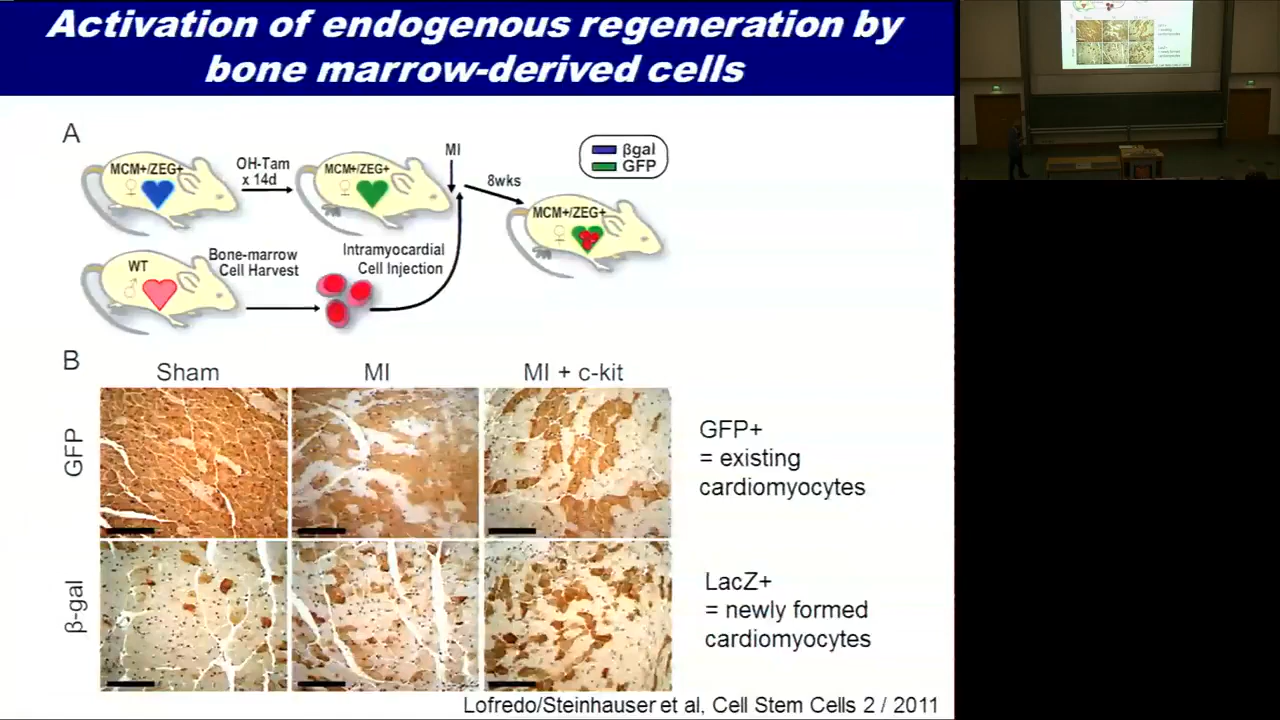 Activation of endogenous regeneration by
bone marrow-derived cells
A
MCM+/ZEG+
♀
OH-Tam
x 14d
MCM+/ZEG+
♀
MI
8wks
βgal
GFP
MCM+/ZEG+
♀
WT
♂
Bone-marrow
Cell Harvest
Intramyocardial
Cell Injection
B
Sham
MI
MI + c-kit
GFP
GFP+
= existing
cardiomyocytes
β-gal
LacZ+
= newly formed
cardiomyocytes
Lofredo/Steinhauser et al, Cell Stem Cells 2 / 2011